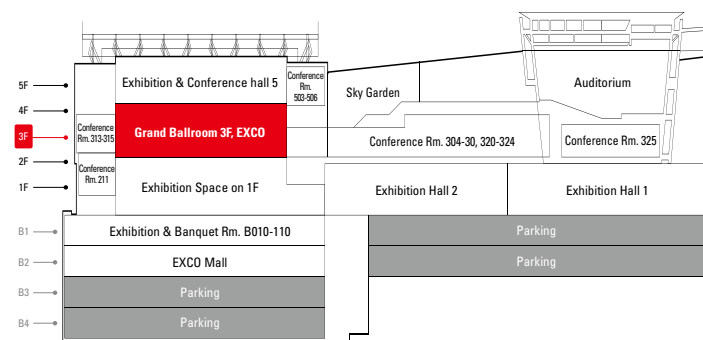 5F
4F
3F
2F
1F
B1
B2
B3
B4
Exhibition & Conference hall 5
Conference
Rm.
503-506
Sky Garden
Auditorium
Conference
Rm. 313-315
Grand Ballroom 3F, EXCO
Conference Rm. 304-30, 320-324
Conference Rm. 325
Conference
Rm. 211
Exhibition Space on 1F
Exhibition Hall 2
Exhibition Hall 1
Exhibition & Banquet Rm. B010-110
Parking
EXCO Mall
Parking
Parking
Parking